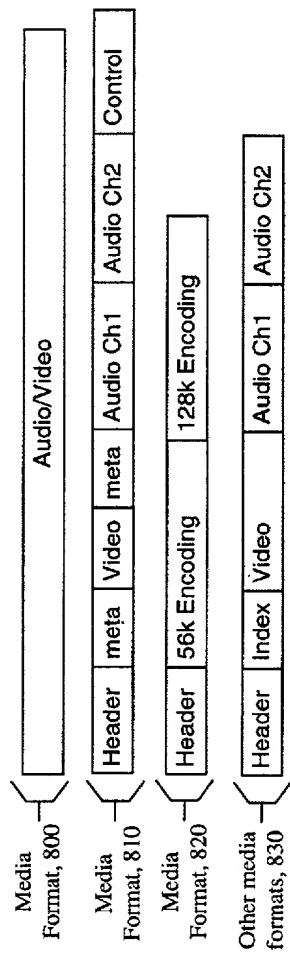 Media
Format, 800
Audio/Video
Media
Format, 810
Header meta Video meta Audio Ch1 Audio Ch2 Control
Media
Format, 820
Header 56k Encoding 128k Encoding
Other media
formats, 830
Header Index Video Audio Ch1 Audio Ch2